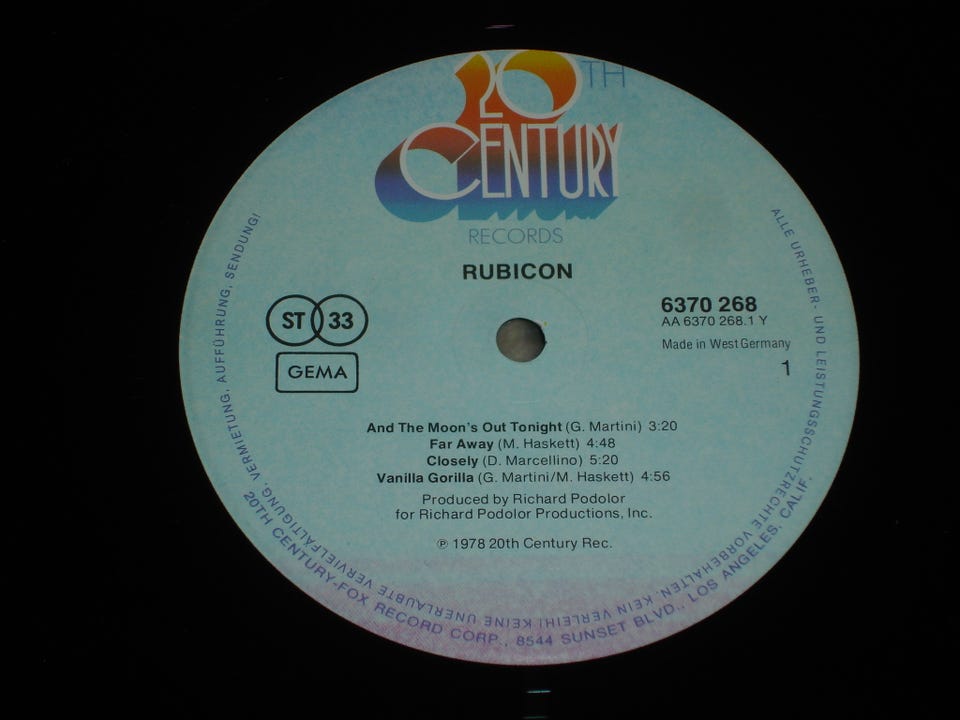 20TH
CENTURY
RECORDS
RUBICON
ST 33
GEMA
6370 268
AA 6370 268.1 Y
Made in West Germany
1
And The Moon's Out Tonight (G. Martini) 3:20
Far Away (M. Haskett) 4:48
Closely (D. Marcellino) 5:20
Vanilla Gorilla (G. Martini/M. Haskett) 4:56
Produced by Richard Podolor
for Richard Podolor Productions, Inc.
℗ 1978 20th Century Rec.
ALLE URHEBER- UND LEISTUNGSSCHUTZRECHTE VORBEHALTEN. KEIN VERLEIH! KEINE UNERLAUBTE VERVIELFÄLTIGUNG, VERMIETUNG, AUFFÜHRUNG, SENDUNG!
20TH CENTURY-FOX RECORD CORP., 8544 SUNSET BLVD., LOS ANGELES, CALIF.